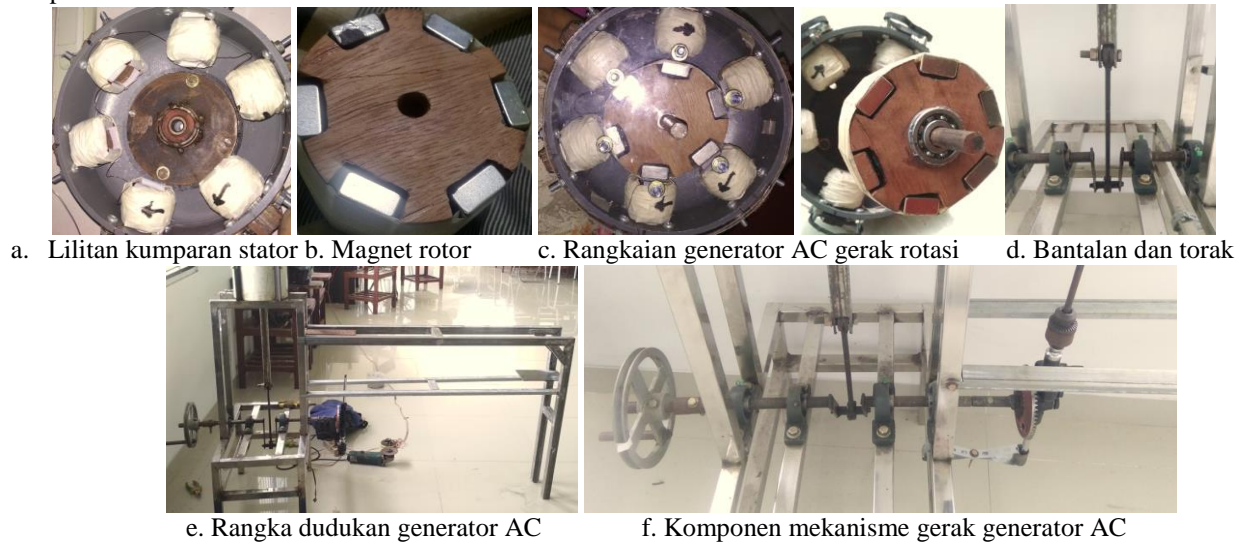 a. Lilitan kumparan stator b. Magnet rotor c. Rangkaian generator AC gerak rotasi d. Bantalan dan torak
e. Rangka dudukan generator AC f. Komponen mekanisme gerak generator AC